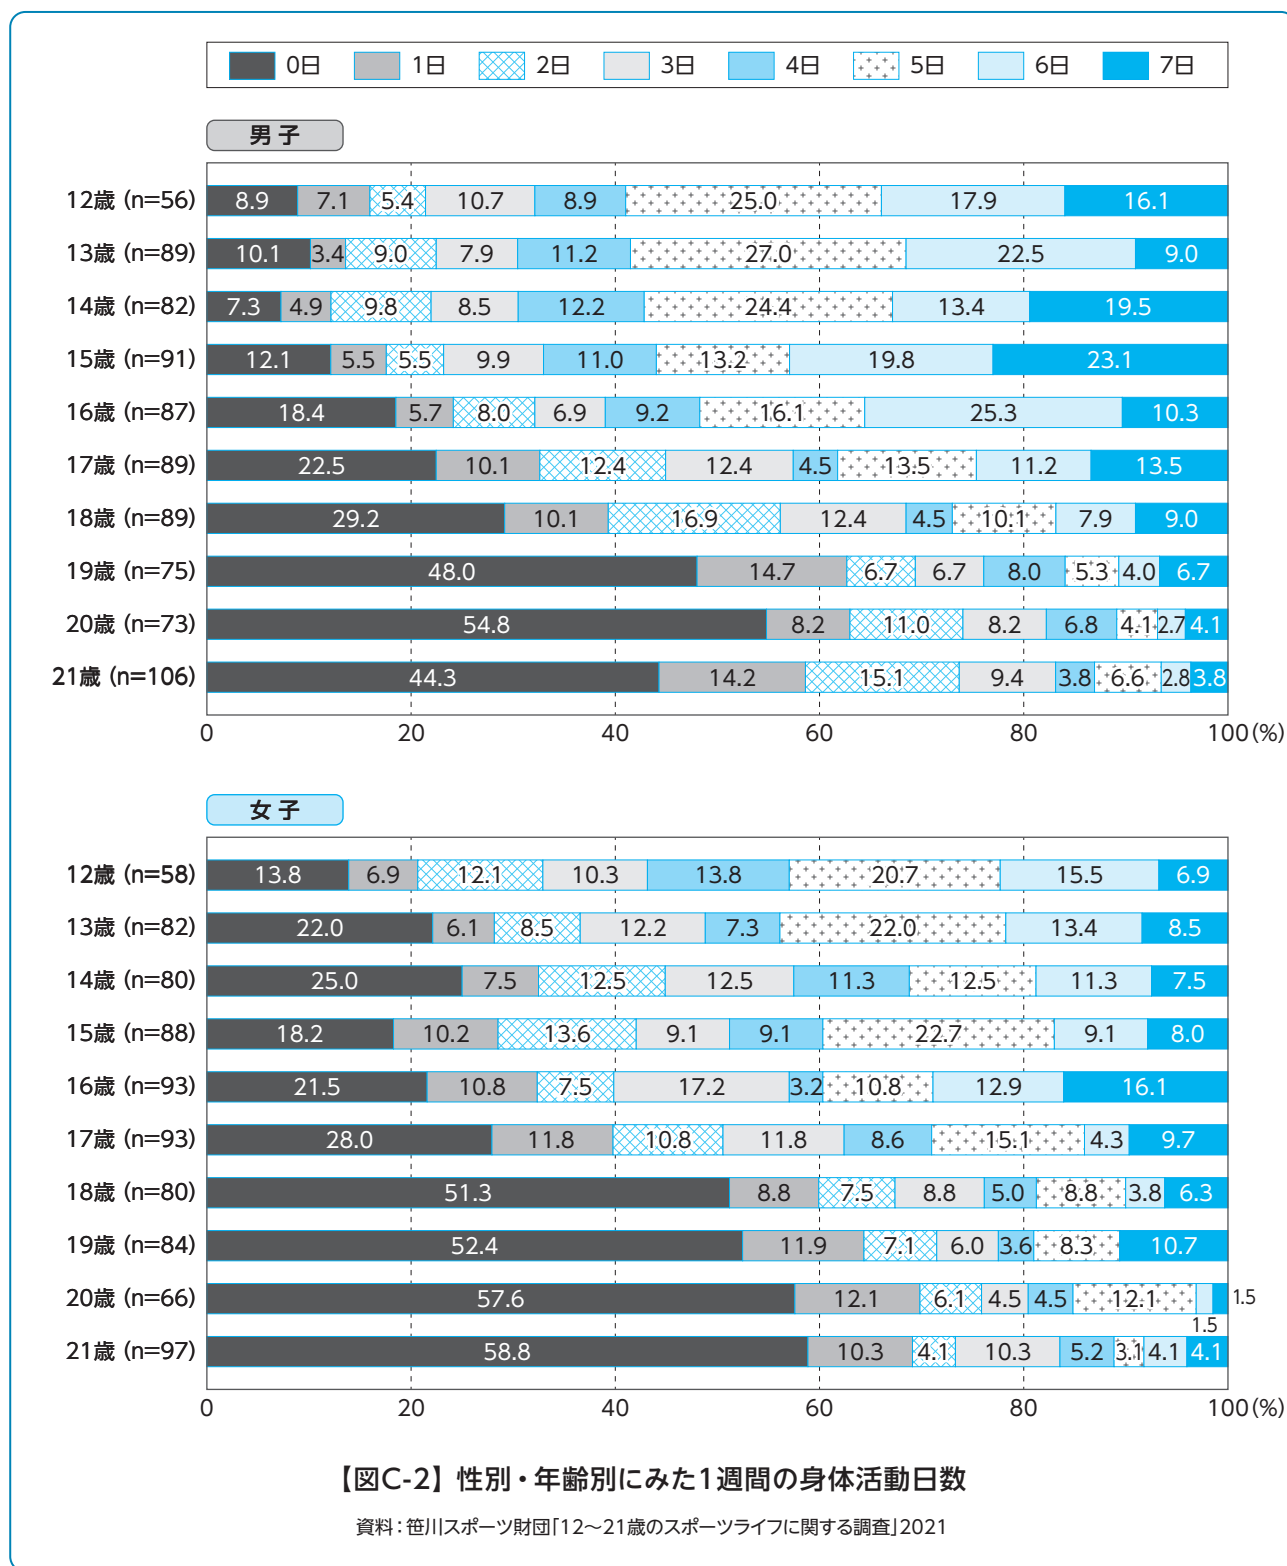 0日 1日 2日 3日 4日 5日 6日 7日
男子
12歳 (n=56) 8.9 7.1 5.4 10.7 8.9 25.0 17.9 16.1
13歳 (n=89) 10.1 3.4 9.0 7.9 11.2 27.0 22.5 9.0
14歳 (n=82) 7.3 4.9 9.8 8.5 12.2 24.4 13.4 19.5
15歳 (n=91) 12.1 5.5 5.5 9.9 11.0 13.2 19.8 23.1
16歳 (n=87) 18.4 5.7 8.0 6.9 9.2 16.1 25.3 10.3
17歳 (n=89) 22.5 10.1 12.4 12.4 4.5 13.5 11.2 13.5
18歳 (n=89) 29.2 10.1 16.9 12.4 4.5 10.1 7.9 9.0
19歳 (n=75) 48.0 14.7 6.7 6.7 8.0 5.3 4.0 6.7
20歳 (n=73) 54.8 8.2 11.0 8.2 6.8 4.1 2.7 4.1
21歳 (n=106) 44.3 14.2 15.1 9.4 3.8 6.6 2.8 3.8
0 20 40 60 80 100(%)
女子
12歳 (n=58) 13.8 6.9 12.1 10.3 13.8 20.7 15.5 6.9
13歳 (n=82) 22.0 6.1 8.5 12.2 7.3 22.0 13.4 8.5
14歳 (n=80) 25.0 7.5 12.5 12.5 11.3 12.5 11.3 7.5
15歳 (n=88) 18.2 10.2 13.6 9.1 9.1 22.7 9.1 8.0
16歳 (n=93) 21.5 10.8 7.5 17.2 3.2 10.8 12.9 16.1
17歳 (n=93) 28.0 11.8 10.8 11.8 8.6 15.1 4.3 9.7
18歳 (n=80) 51.3 8.8 7.5 8.8 5.0 8.8 3.8 6.3
19歳 (n=84) 52.4 11.9 7.1 6.0 3.6 8.3 10.7
20歳 (n=66) 57.6 12.1 6.1 4.5 4.5 12.1 1.5
1.5
21歳 (n=97) 58.8 10.3 4.1 10.3 5.2 3.1 4.1 4.1
0 20 40 60 80 100(%)
【図C-2】性別・年齢別にみた1週間の身体活動日数
資料:笹川スポーツ財団「12～21歳のスポーツライフに関する調査」2021